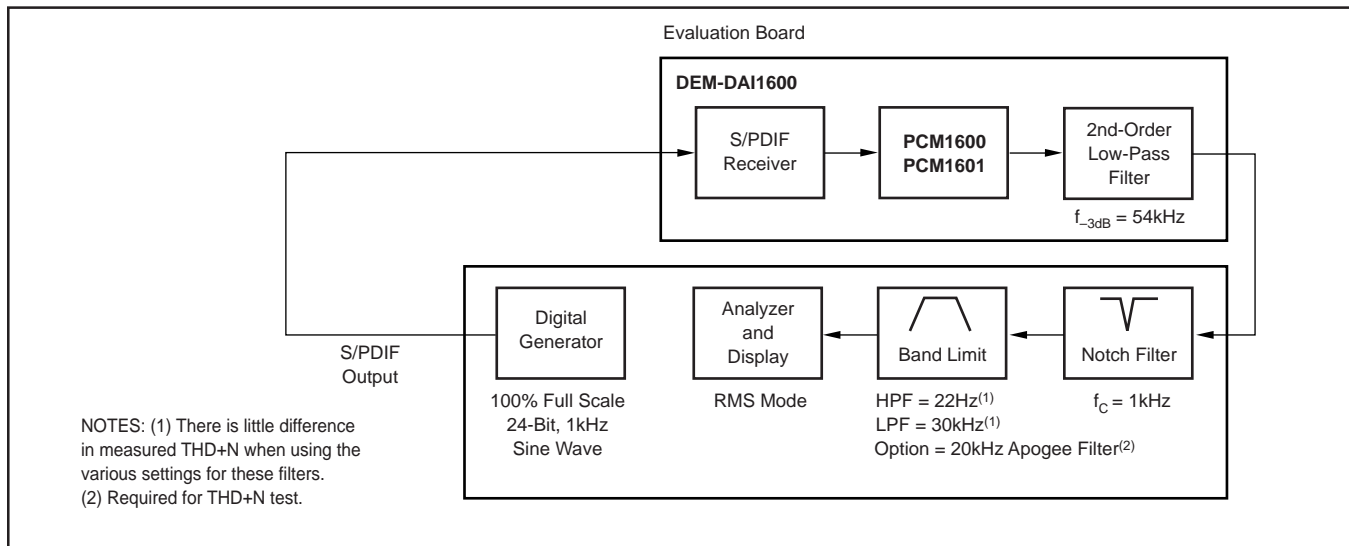 Evaluation Board
DEM-DAI1600
S/PDIF
Receiver
PCM1600
PCM1601
2nd-Order
Low-Pass
Filter
f–3dB = 54kHz
Digital
Generator
Analyzer
and
Display
Band Limit
Notch Filter
S/PDIF
Output
100% Full Scale
24-Bit, 1kHz
Sine Wave
RMS Mode
HPF = 22Hz(1)
LPF = 30kHz(1)
Option = 20kHz Apogee Filter(2)
fC = 1kHz
NOTES: (1) There is little difference
in measured THD+N when using the
various settings for these filters.
(2) Required for THD+N test.